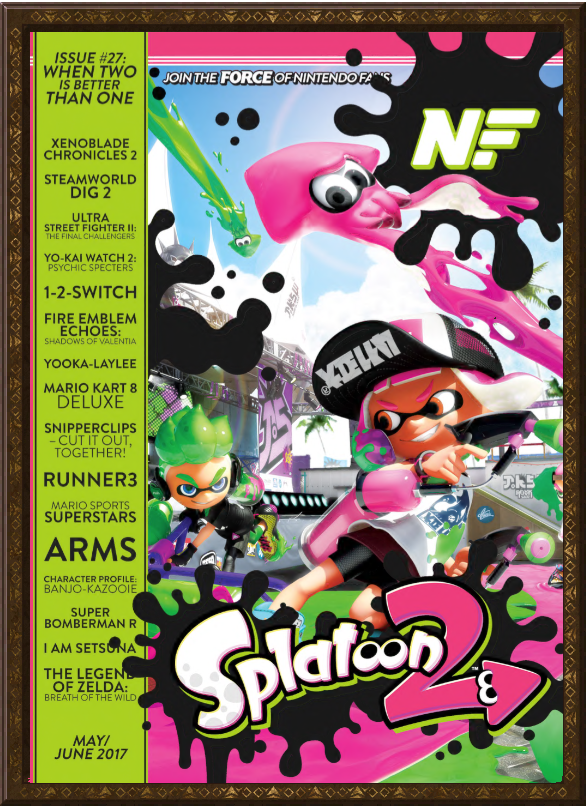 ISSUE #27:
WHEN TWO
IS BETTER
THAN ONE
XENOBLADE
CHRONICLES 2
STEAMWORLD
DIG 2
ULTRA
STREET FIGHTER II:
THE FINAL CHALLENGERS
YO-KAI WATCH 2:
PSYCHIC SPECTERS
1-2-SWITCH
FIRE EMBLEM
ECHOES:
SHADOWS OF VALENTIA
YOOKA-LAYLEE
MARIO KART 8
DELUXE
SNIPPERCLIPS
– CUT IT OUT,
TOGETHER!
RUNNER3
MARIO SPORTS
SUPERSTARS
ARMS
CHARACTER PROFILE:
BANJO-KAZOOIE
SUPER
BOMBERMAN R
I AM SETSUNA
THE LEGEND
OF ZELDA:
BREATH OF THE WILD
MAY/
JUNE 2017
JOIN THE FORCE OF NINTENDO FANS
NF
Splatoon 2
TM